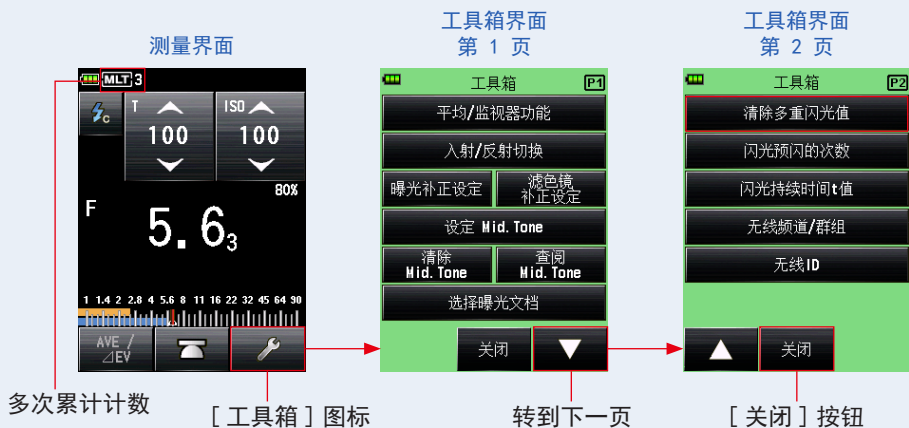 测量界面
MLT 3
T
ISO
100
100
80%
F
5.6₃
1 1.4 2 2.8 4 5.6 8 11 16 22 32 45 64 90
AVE /
⊿EV
多次累计计数
[工具箱]图标
工具箱界面
第 1 页
工具箱
P1
平均/监视器功能
入射/反射切换
曝光补正设定
滤色镜
补正设定
设定 Mid. Tone
清除
Mid. Tone
查阅
Mid. Tone
选择曝光文档
关闭
转到下一页
工具箱界面
第 2 页
工具箱
P2
清除多重闪光值
闪光预闪的次数
闪光持续时间t值
无线频道/群组
无线ID
关闭
[关闭]按钮